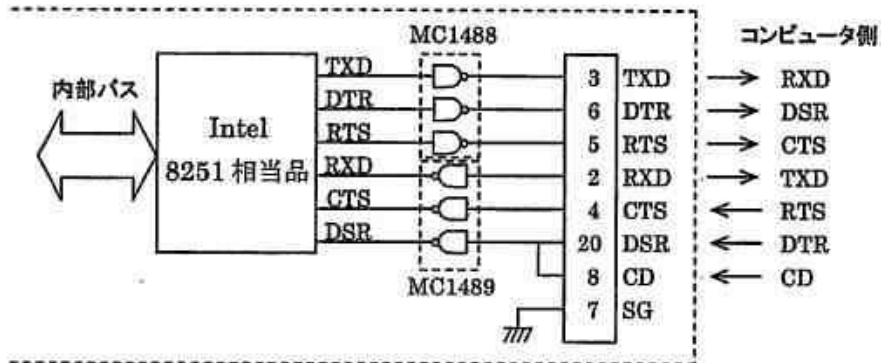 MC1488
コンピュータ側
TXD 3 TXD → RXD
内部バス
DTR 6 DTR → DSR
Intel
RTS 5 RTS → CTS
8251 相当品
RXD 2 RXD → TXD
CTS 4 CTS ← RTS
DSR 20 DSR ← DTR
8 CD ← CD
MC1489
7 SG